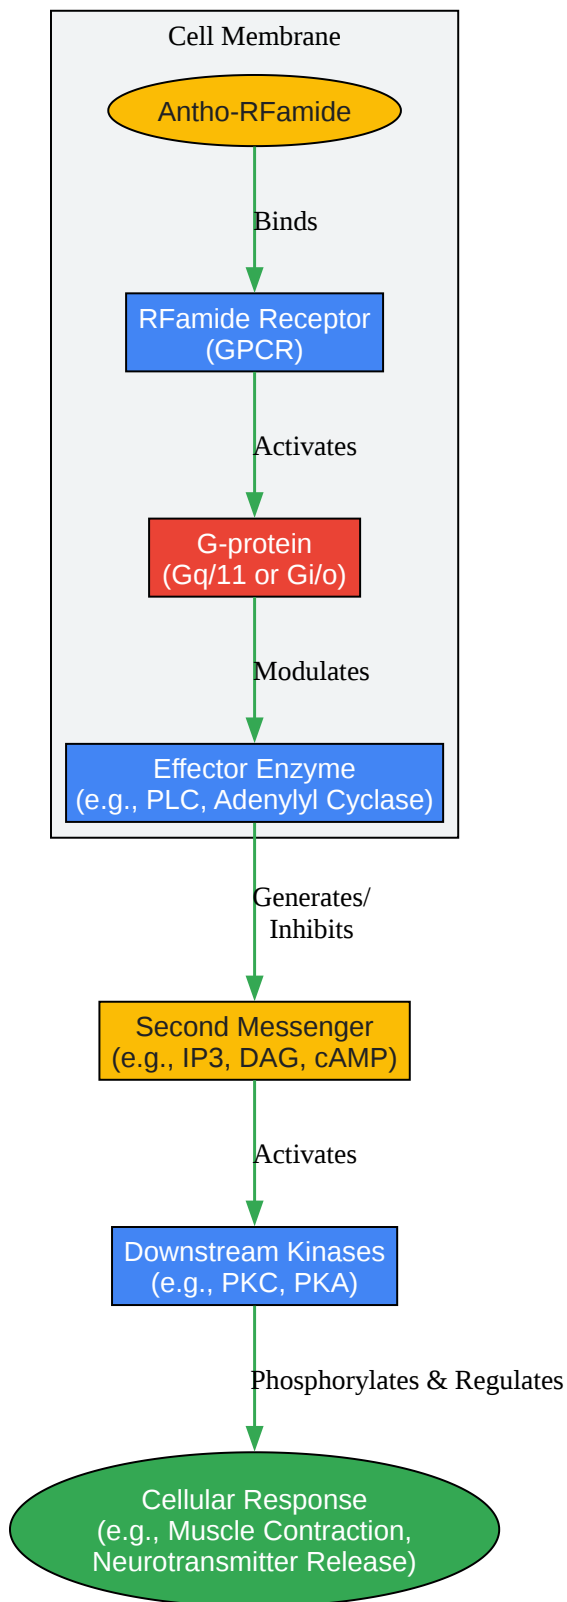 Cell Membrane
Antho-RFamide
Binds
RFamide Receptor
(GPCR)
Activates
G-protein
(Gq/11 or Gi/o)
Modulates
Effector Enzyme
(e.g., PLC, Adenylyl Cyclase)
Generates/
Inhibits
Second Messenger
(e.g., IP3, DAG, cAMP)
Activates
Downstream Kinases
(e.g., PKC, PKA)
Phosphorylates & Regulates
Cellular Response
(e.g., Muscle Contraction,
Neurotransmitter Release)